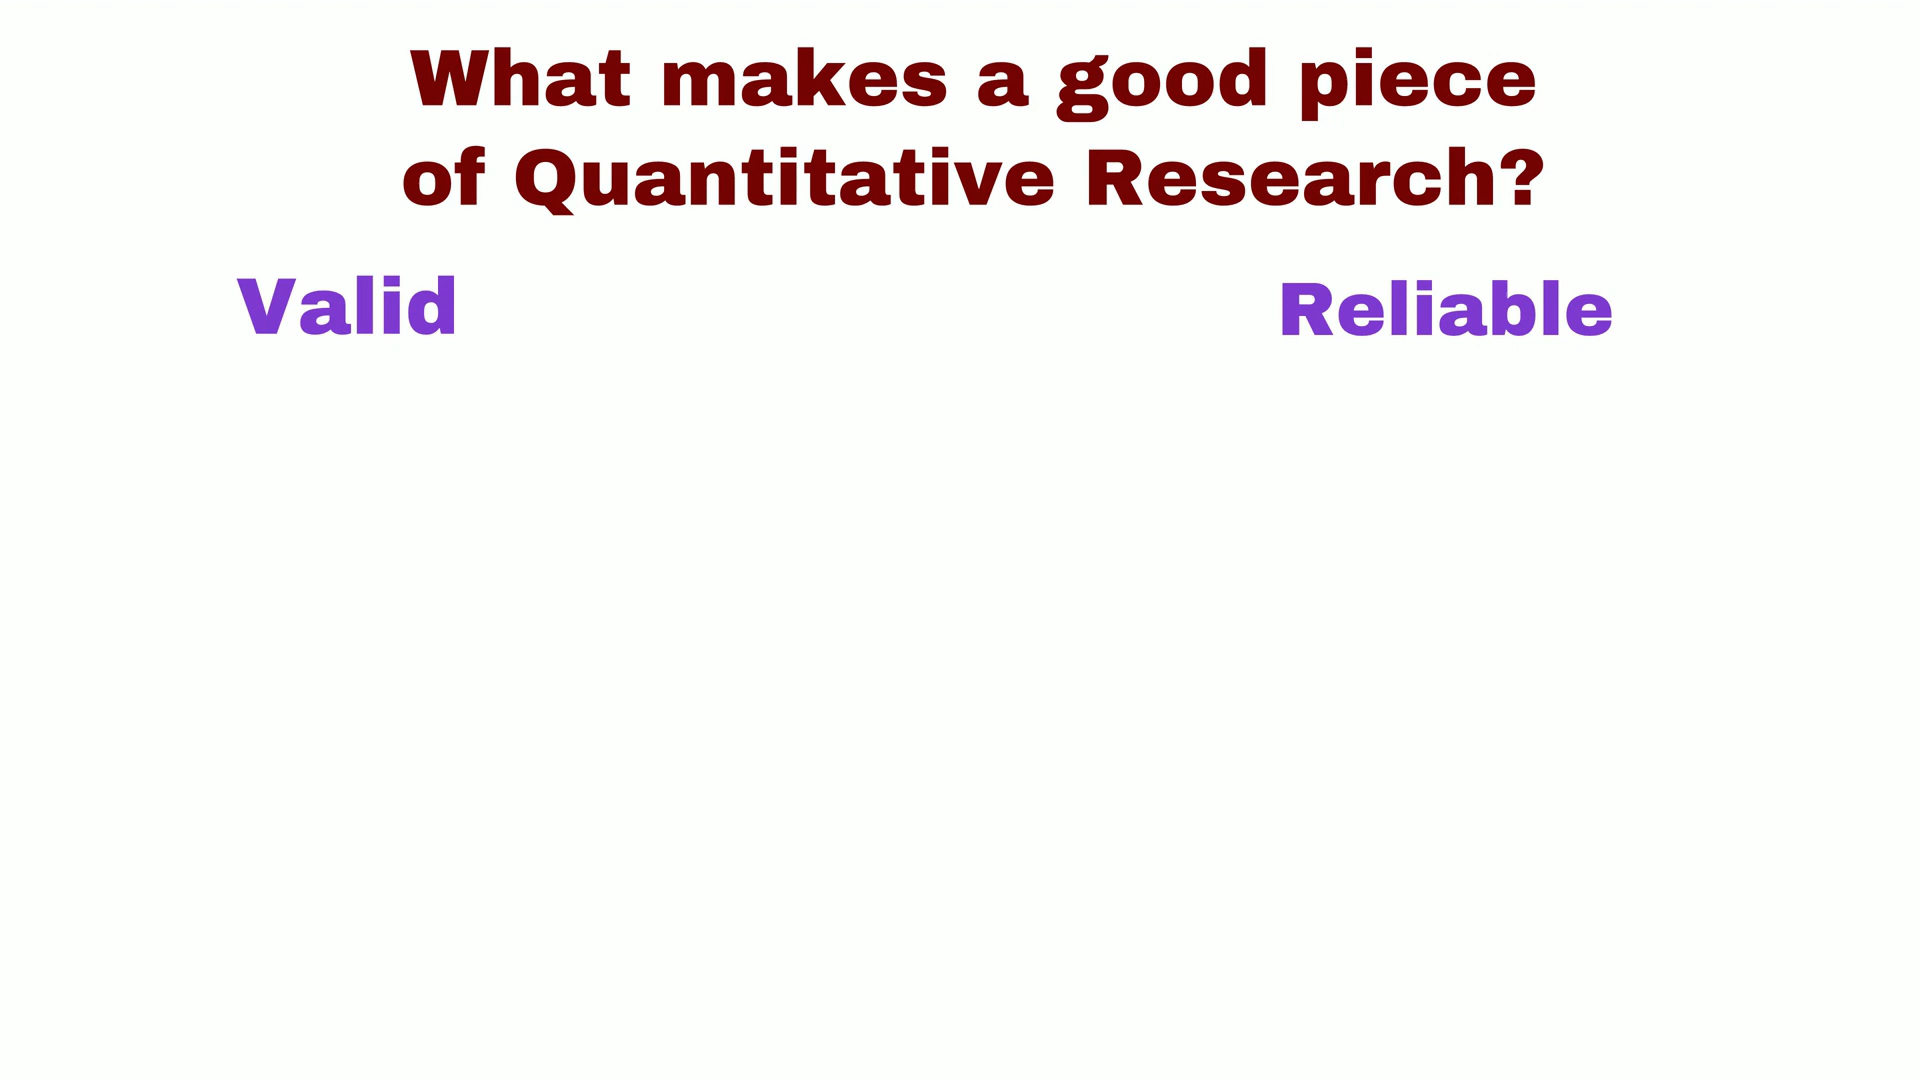 What makes a good piece
of Quantitative Research?
Valid
Reliable